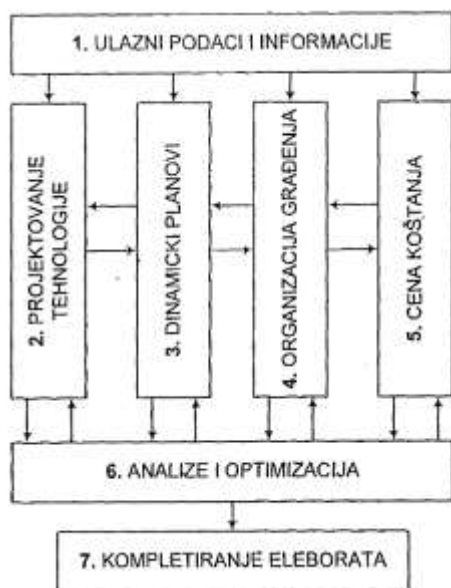 1. ULAZNI PODACI I INFORMACIJE
2. PROJEKTOVANJE
TEHNOLOGIJE
3. DINAMICKI PLANOVI
4. ORGANIZACIJA GRAĐENJA
5. CENA KOŠTANJA
6. ANALIZE I OPTIMIZACIJA
7. KOMPLETIRANJE ELEBORATA